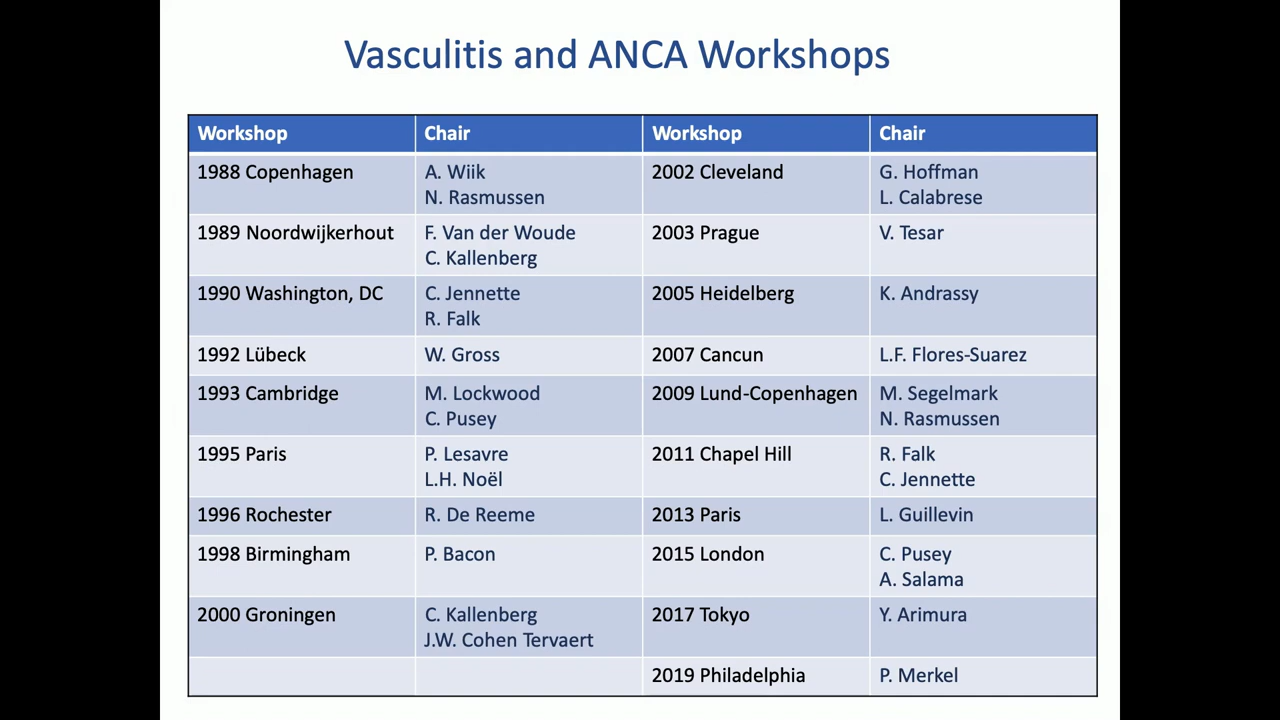 Vasculitis and ANCA Workshops
Workshop Chair Workshop Chair
1988 Copenhagen A. Wiik 2002 Cleveland G. Hoffman
N. Rasmussen L. Calabrese
1989 Noordwijkerhout F. Van der Woude 2003 Prague V. Tesar
C. Kallenberg
1990 Washington, DC C. Jennette 2005 Heidelberg K. Andrassy
R. Falk
1992 Lübeck W. Gross 2007 Cancun L.F. Flores-Suarez
1993 Cambridge M. Lockwood 2009 Lund-Copenhagen M. Segelmark
C. Pusey N. Rasmussen
1995 Paris P. Lesavre 2011 Chapel Hill R. Falk
L.H. Noël C. Jennette
1996 Rochester R. De Reeme 2013 Paris L. Guillevin
1998 Birmingham P. Bacon 2015 London C. Pusey
A. Salama
2000 Groningen C. Kallenberg 2017 Tokyo Y. Arimura
J.W. Cohen Tervaert
2019 Philadelphia P. Merkel